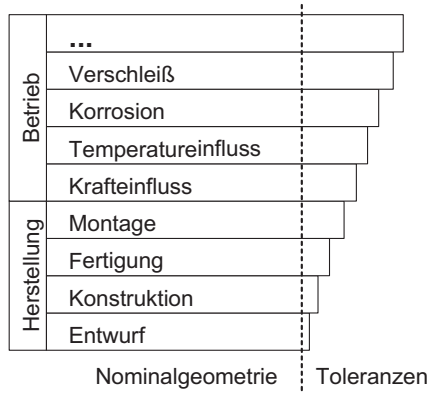 Betrieb
...
Verschleiß
Korrosion
Temperatureinfluss
Krafteinfluss
Herstellung
Montage
Fertigung
Konstruktion
Entwurf
Nominalgeometrie Toleranzen